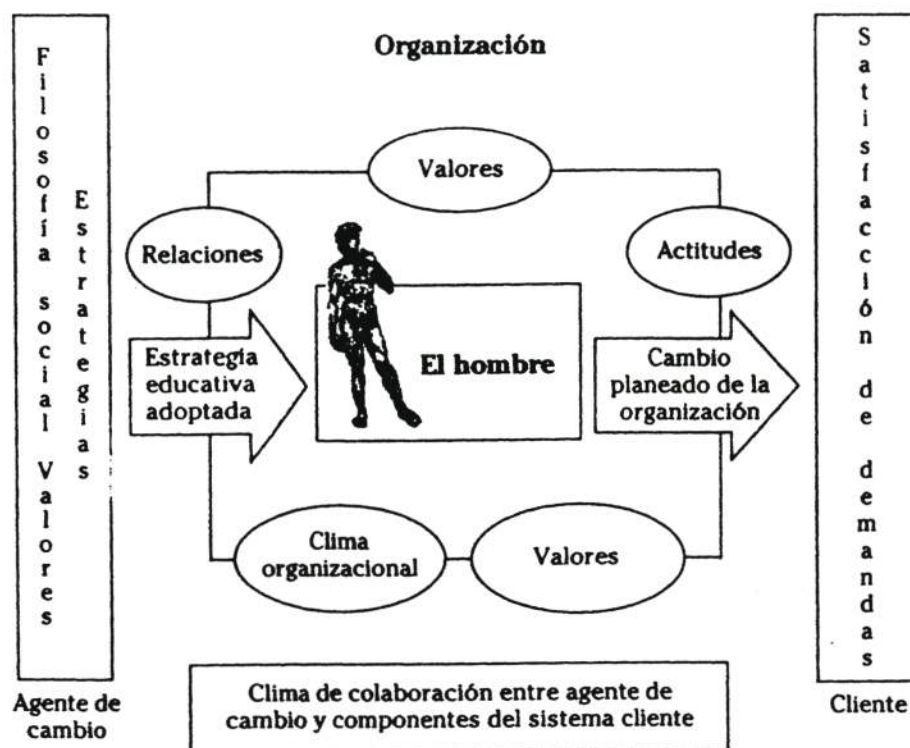 Filosofía social Valores
Estrategias
Agente de
cambio
Organización
Valores
Relaciones
Actitudes
Estrategia
educativa
adoptada
El hombre
Cambio
planeado de la
organización
Clima
organizacional
Valores
Clima de colaboración entre agente de
cambio y componentes del sistema cliente
Satisfacción de demandas
Cliente